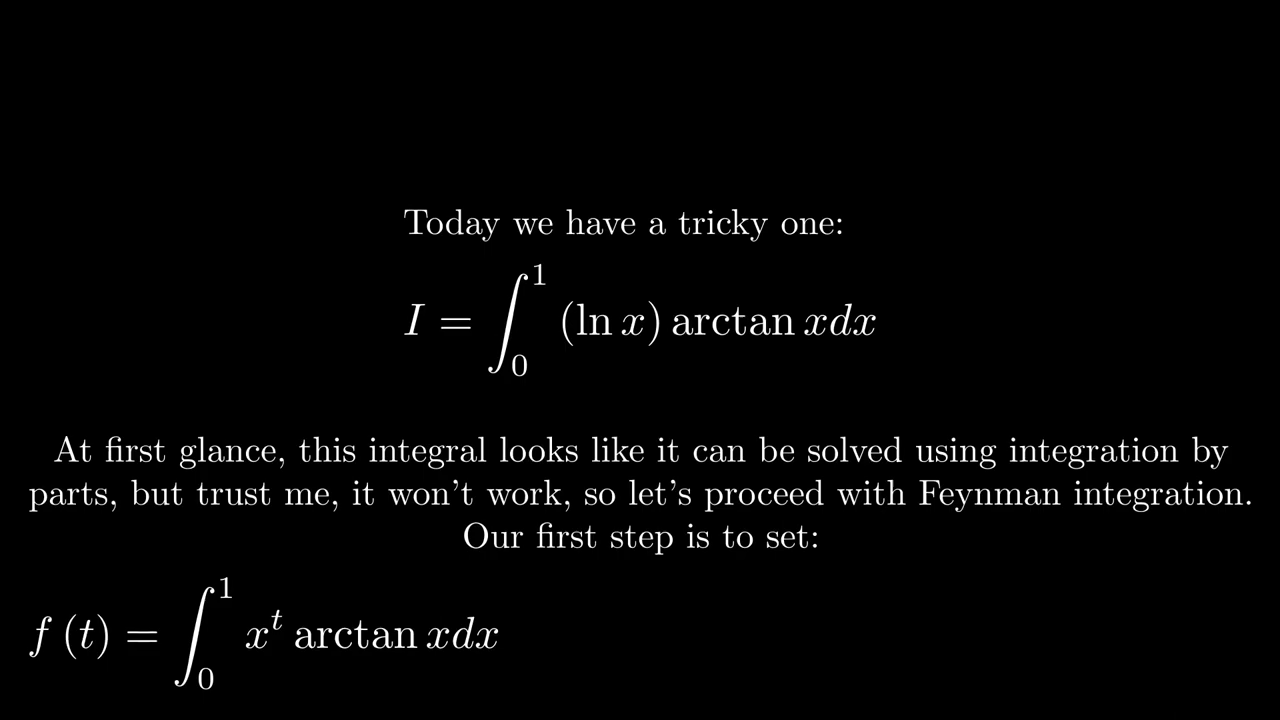 Today we have a tricky one:
I = ∫₀¹ (ln x) arctan xdx
At first glance, this integral looks like it can be solved using integration by
parts, but trust me, it won't work, so let's proceed with Feynman integration.
Our first step is to set:
f (t) = ∫₀¹ xᵗ arctan xdx